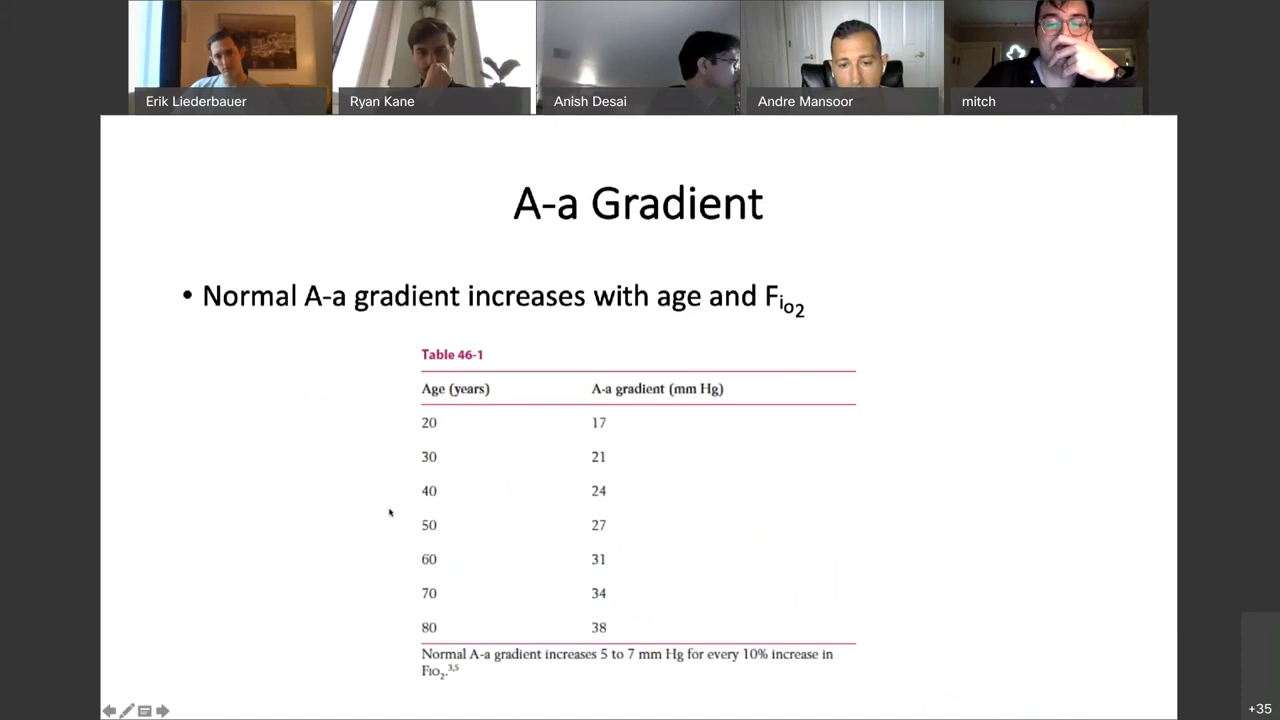 Erik Liederbauer
Ryan Kane
Anish Desai
Andre Mansoor
mitch
A-a Gradient
• Normal A-a gradient increases with age and Fio2
Table 46-1
Age (years) A-a gradient (mm Hg)
20 17
30 21
40 24
50 27
60 31
70 34
80 38
Normal A-a gradient increases 5 to 7 mm Hg for every 10% increase in
Fio2.3,5
+35